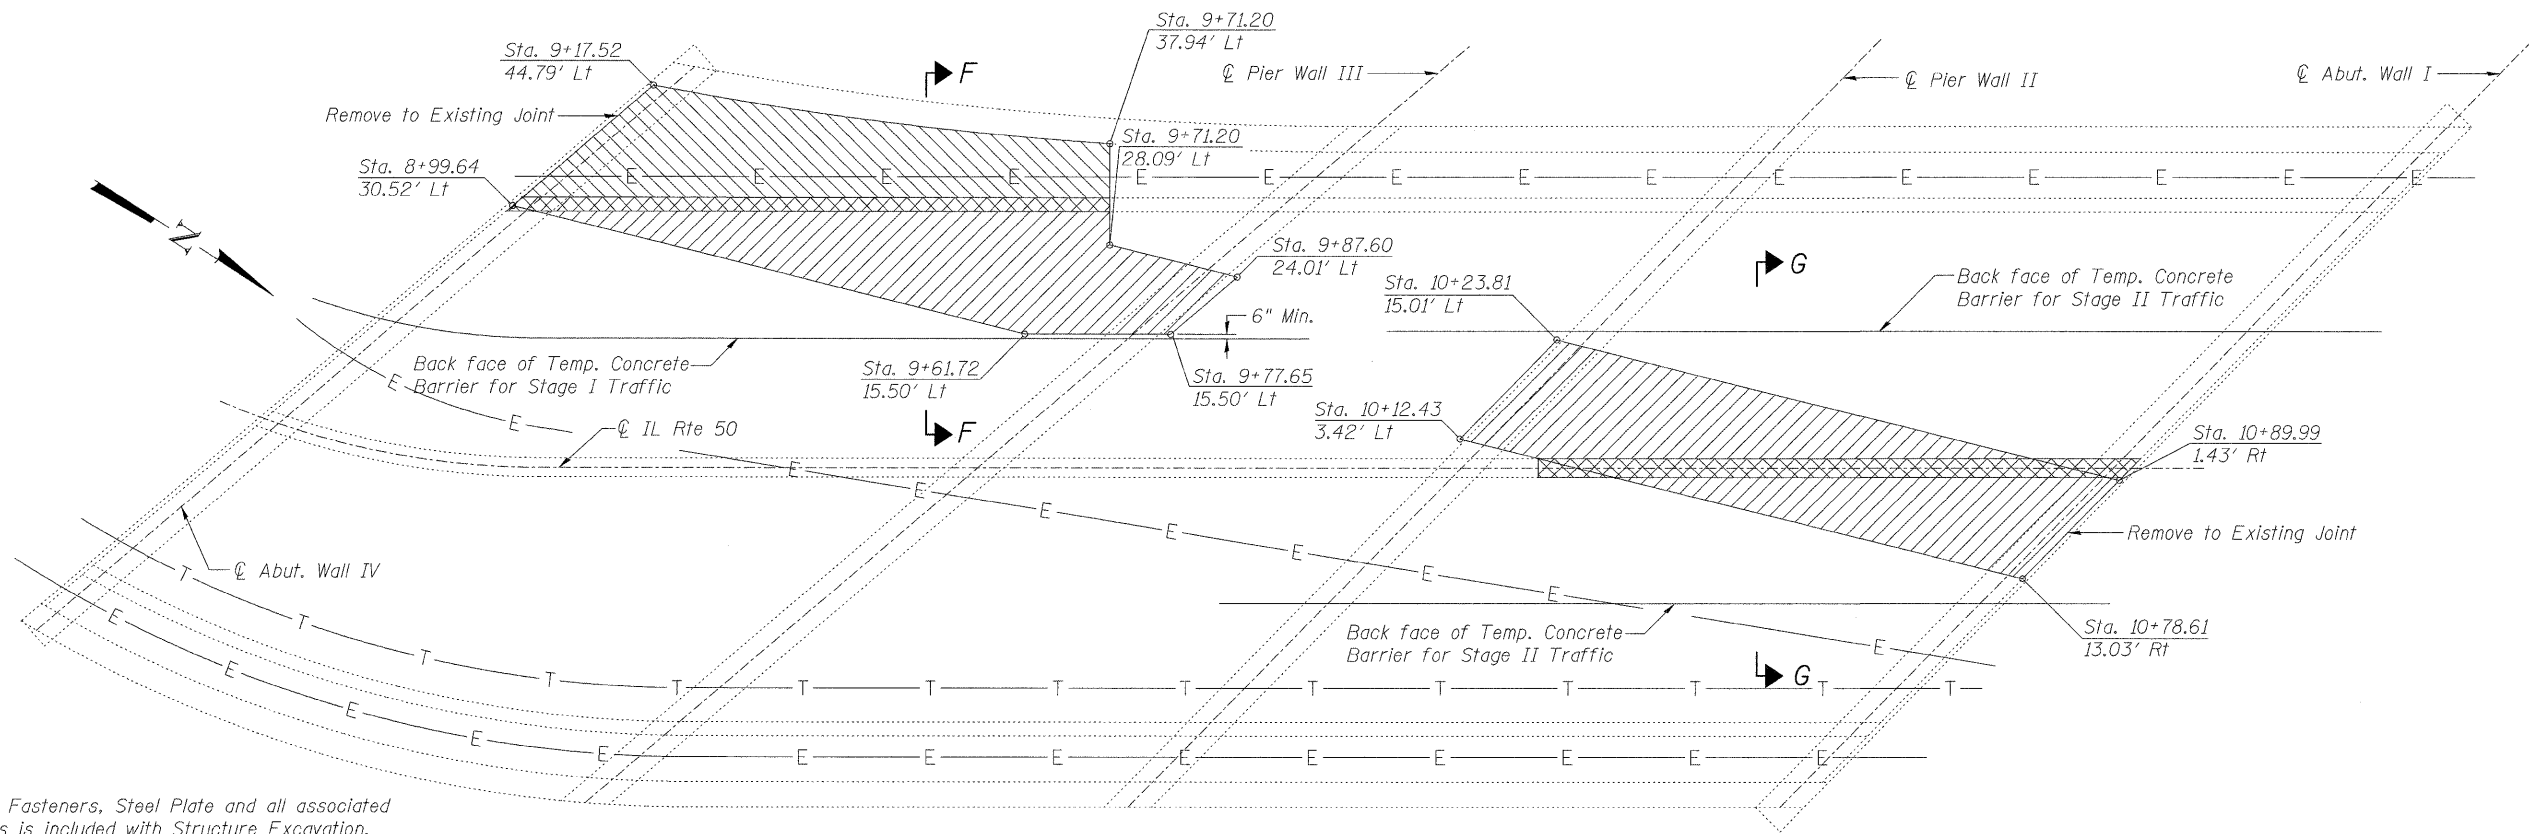 Sta. 9+71.20
37.94' Lt
Sta. 9+17.52
44.79' Lt
F
℄ Pier Wall III
℄ Pier Wall II
℄ Abut. Wall I
Remove to Existing Joint
Sta. 9+71.20
28.09' Lt
Sta. 8+99.64
30.52' Lt
E E E E E E E E E E E E E E E
N
Sta. 9+87.60
24.01' Lt
G
Sta. 10+23.81
15.01' Lt
Back face of Temp. Concrete
Barrier for Stage II Traffic
6" Min.
Back face of Temp. Concrete
Barrier for Stage I Traffic
Sta. 9+61.72
15.50' Lt
Sta. 9+77.65
15.50' Lt
E
E
℄ IL Rte 50
F
Sta. 10+12.43
3.42' Lt
Sta. 10+89.99
1.43' Rt
E E E E E E E
Remove to Existing Joint
℄ Abut. Wall IV
Back face of Temp. Concrete
Barrier for Stage II Traffic
E
Sta. 10+78.61
13.03' Rt
G
T T T T T T T T T T T T T T T
E E E E E E E E E E E E E E
Fasteners, Steel Plate and all associated
s is included with Structure Excavation.